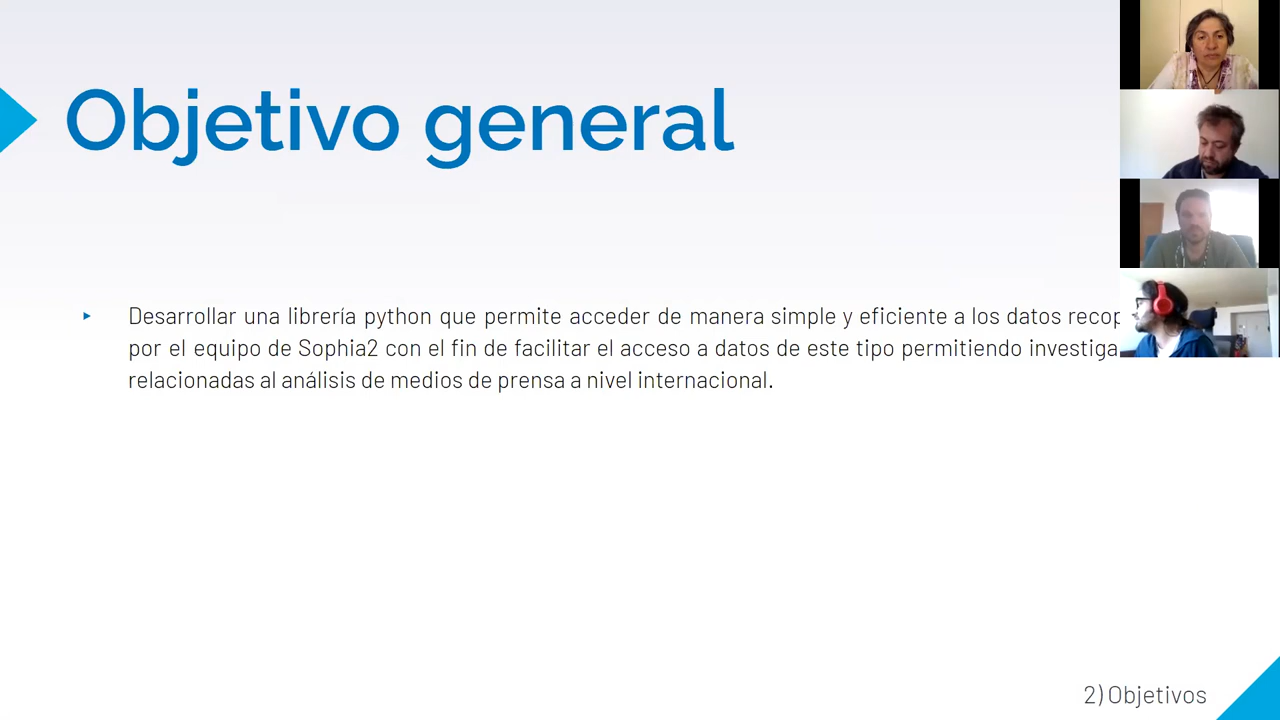 Objetivo general
Desarrollar una librería python que permite acceder de manera simple y eficiente a los datos
por el equipo de Sophia2 con el fin de facilitar el acceso a datos de este tipo permitiendo
relacionadas al análisis de medios de prensa a nivel internacional.
2) Objetivos